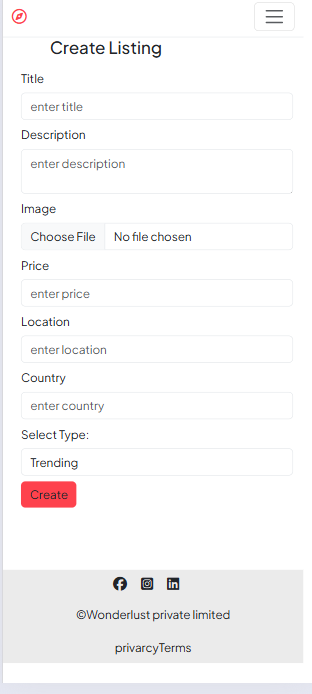 Create Listing
Title
enter title
Description
enter description
Image
Choose File No file chosen
Price
enter price
Location
enter location
Country
enter country
Select Type:
Trending
Create
©Wonderlust private limited
privarcyTerms